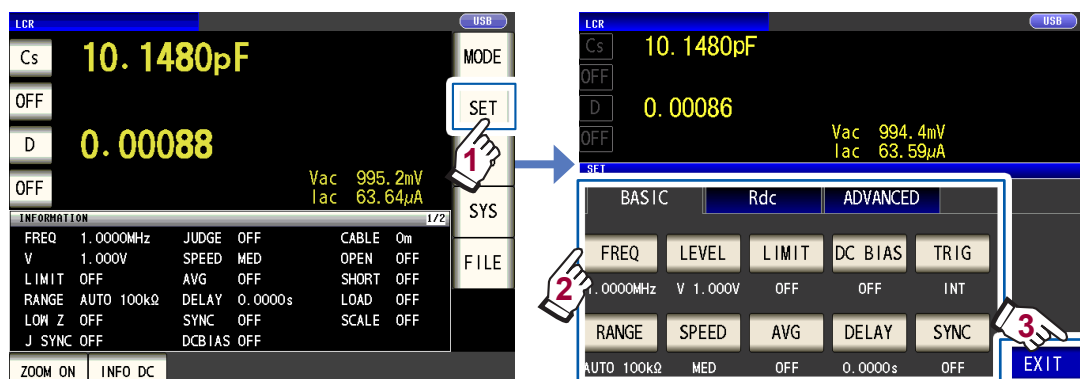 LCR
USB
Cs
10.1480pF
MODE
OFF
SET
D
0.00088
1
OFF
Vac 995.2mV
Iac 63.64μA
SYS
INFORMATION 1/2
FREQ 1.0000MHz JUDGE OFF CABLE 0m
V 1.000V SPEED MED OPEN OFF
FILE
LIMIT OFF AVG OFF SHORT OFF
RANGE AUTO 100kΩ DELAY 0.0000s LOAD OFF
LOW Z OFF SYNC OFF SCALE OFF
J SYNC OFF DCBIAS OFF
ZOOM ON INFO DC
LCR
USB
Cs
10.1480pF
OFF
D
0.00086
OFF
Vac 994.4mV
Iac 63.59μA
SET
BASIC Rdc ADVANCED
FREQ LEVEL LIMIT DC BIAS TRIG
2
1.0000MHz V 1.000V OFF OFF INT
RANGE SPEED AVG DELAY SYNC
3
AUTO 100kΩ MED OFF 0.0000s OFF
EXIT